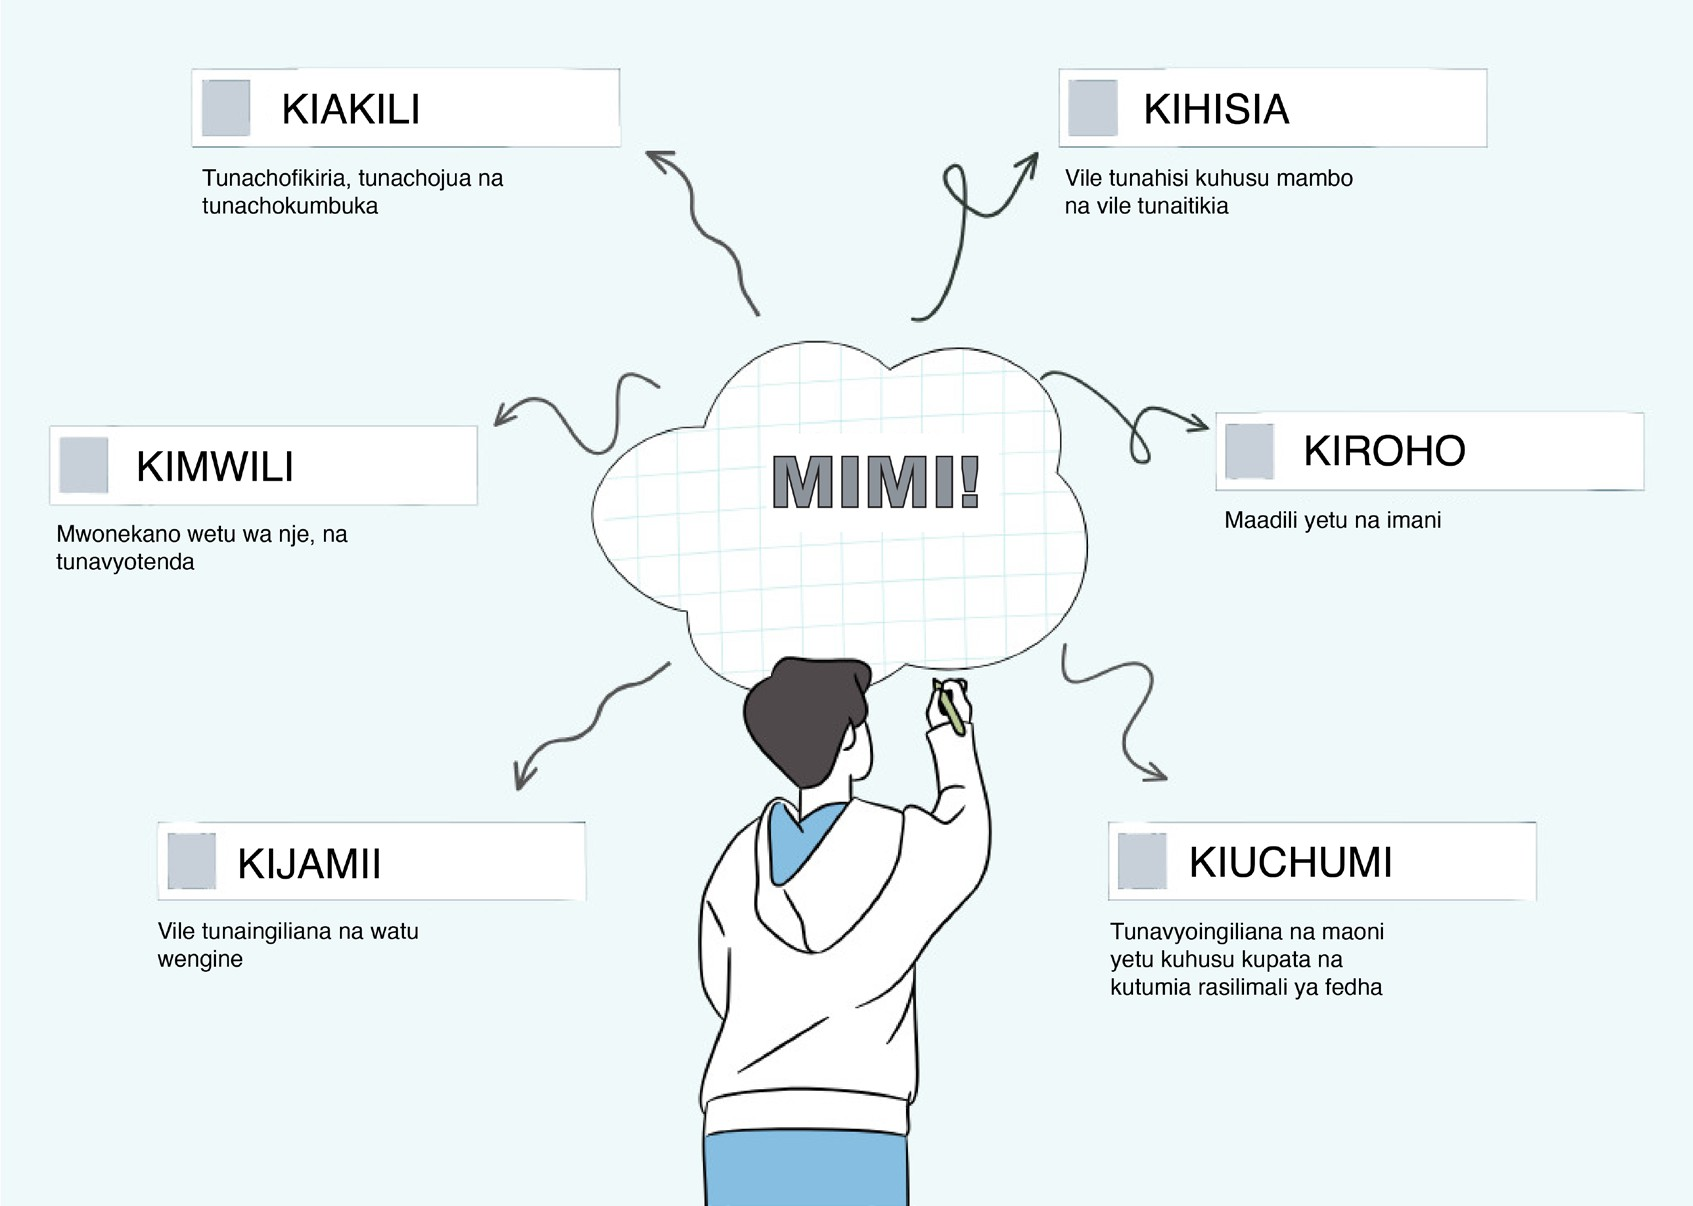 KIAKILI
Tunachofikiria, tunachojua na
tunachokumbuka
KIHISIA
Vile tunahisi kuhusu mambo
na vile tunaitikia
MIMI!
KIMWILI
Mwonekano wetu wa nje, na
tunavyotenda
KIROHO
Maadili yetu na imani
KIJAMII
Vile tunaingiliana na watu
wengine
KIUCHUMI
Tunavyoingiliana na maoni
yetu kuhusu kupata na
kutumia rasilimali ya fedha